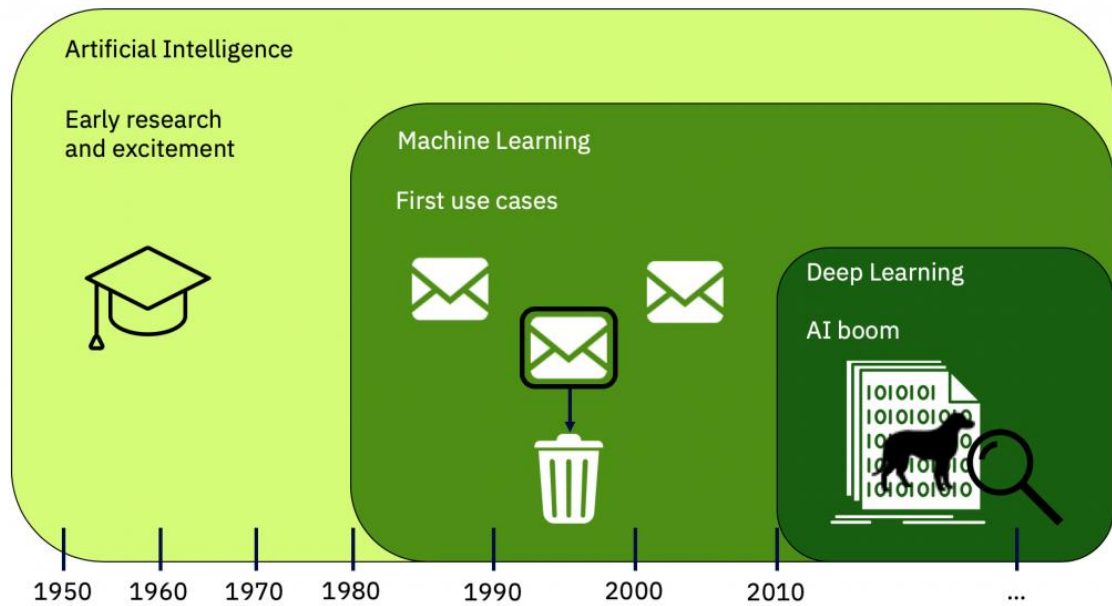 Artificial Intelligence
Early research
and excitement
Machine Learning
First use cases
Deep Learning
AI boom
1010101
1950 1960 1970 1980 1990 2000 2010 ...